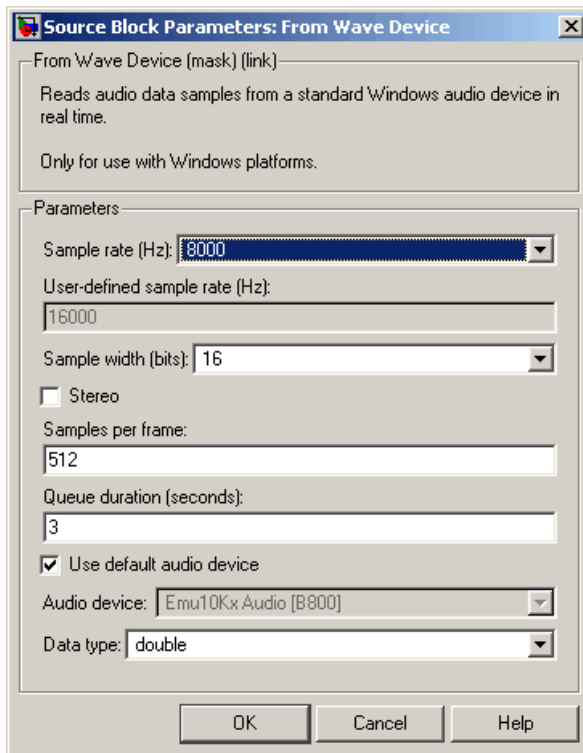 Source Block Parameters: From Wave Device
From Wave Device (mask) (link)
Reads audio data samples from a standard Windows audio device in
real time.
Only for use with Windows platforms.
Parameters
Sample rate (Hz): 8000
User-defined sample rate (Hz):
16000
Sample width (bits): 16
Stereo
Samples per frame:
512
Queue duration (seconds):
3
Use default audio device
Audio device: Emu10Kx Audio [B800]
Data type: double
OK Cancel Help